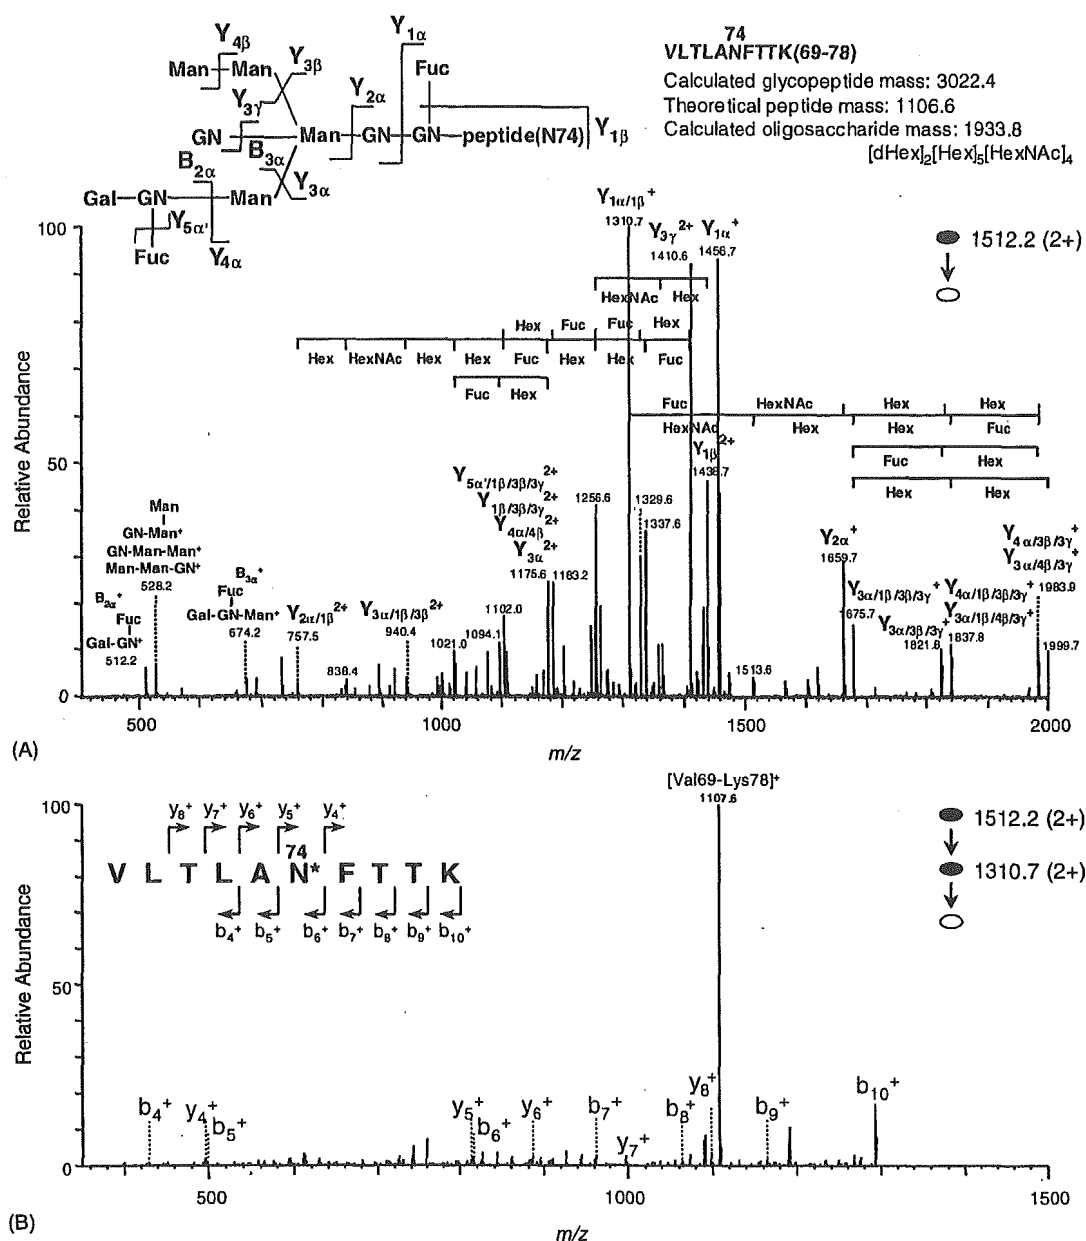 74
VLTLANFTTK(69-78)
Calculated glycopeptide mass: 3022.4
Theoretical peptide mass: 1106.6
Calculated oligosaccharide mass: 1933.8
[dHex]2[Hex]5[HexNAc]4
Y4β
Y1α
Man Man
Y3β
Fuc
Y3γ
Y2α
GN
Man GN GN peptide(N74)
Y1β
B2α
B3α
Y3α
Gal GN Man
Y5α'
Fuc
Y4α
1512.2 (2+)
Relative Abundance
100
50
0
Y1α/1β+
1310.7
Y3γ2+
1410.6
Y1α+
1456.7
HexNAc Hex
Hex Fuc Fuc Hex
Hex HexNAc Hex Hex Fuc Hex Hex Fuc
Fuc Hex
Fuc HexNAc Hex Hex
HexNAc Hex Hex Fuc
Fuc Hex
Hex Hex
Y1β2+
1438.7
Y5α'/1β/3β/3γ2+
Y1β/3β/3γ2+
Y4α/4β2+
Y3α2+
1175.6
1183.2
1256.6
1329.6
1337.6
Man
GN-Man+
GN-Man-Man+
Man-Man-GN+
528.2
B2α+
Fuc
Gal-GN+
512.2
B3α+
Fuc
Gal-GN-Man+
674.2
Y2α/1β2+
757.5
838.4
Y3α/1β/3β2+
940.4
1021.0
1094.1
1102.0
1513.6
Y2α+
1659.7
Y3α/1β/3β/3γ+
1675.7
Y3α/3β/3γ+
1821.8
Y4α/1β/3β/3γ+
Y3α/1β/4β/3γ+
1837.8
Y4α/3β/3γ+
Y3α/4β/3γ+
1983.9
1999.7
500 1000 1500 2000
(A)
m/z
[Val69-Lys78]+
1107.6
1512.2 (2+)
1310.7 (2+)
y8+ y7+ y6+ y5+ y4+
74
V L T L A N* F T T K
b4+ b5+ b6+ b7+ b8+ b9+ b10+
Relative Abundance
100
50
0
b4+
y4+
b5+
y5+
b6+
y6+
b7+
y7+
b8+
y8+
b9+
b10+
500 1000 1500
(B)
m/z